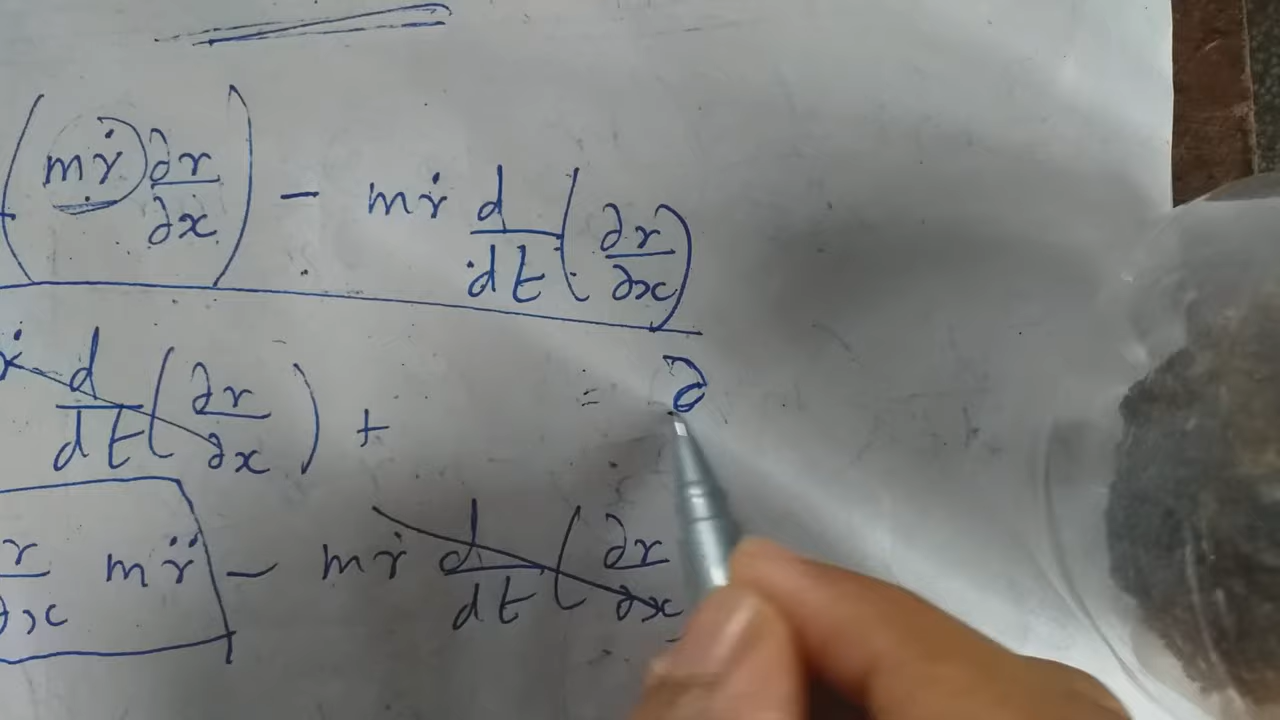 (mṙ ∂r/∂x) − mṙ d/dt (∂r/∂x)
d/dt (∂r/∂x) + = ∂
r/∂x mr̈ − mṙ d/dt (∂r/∂x